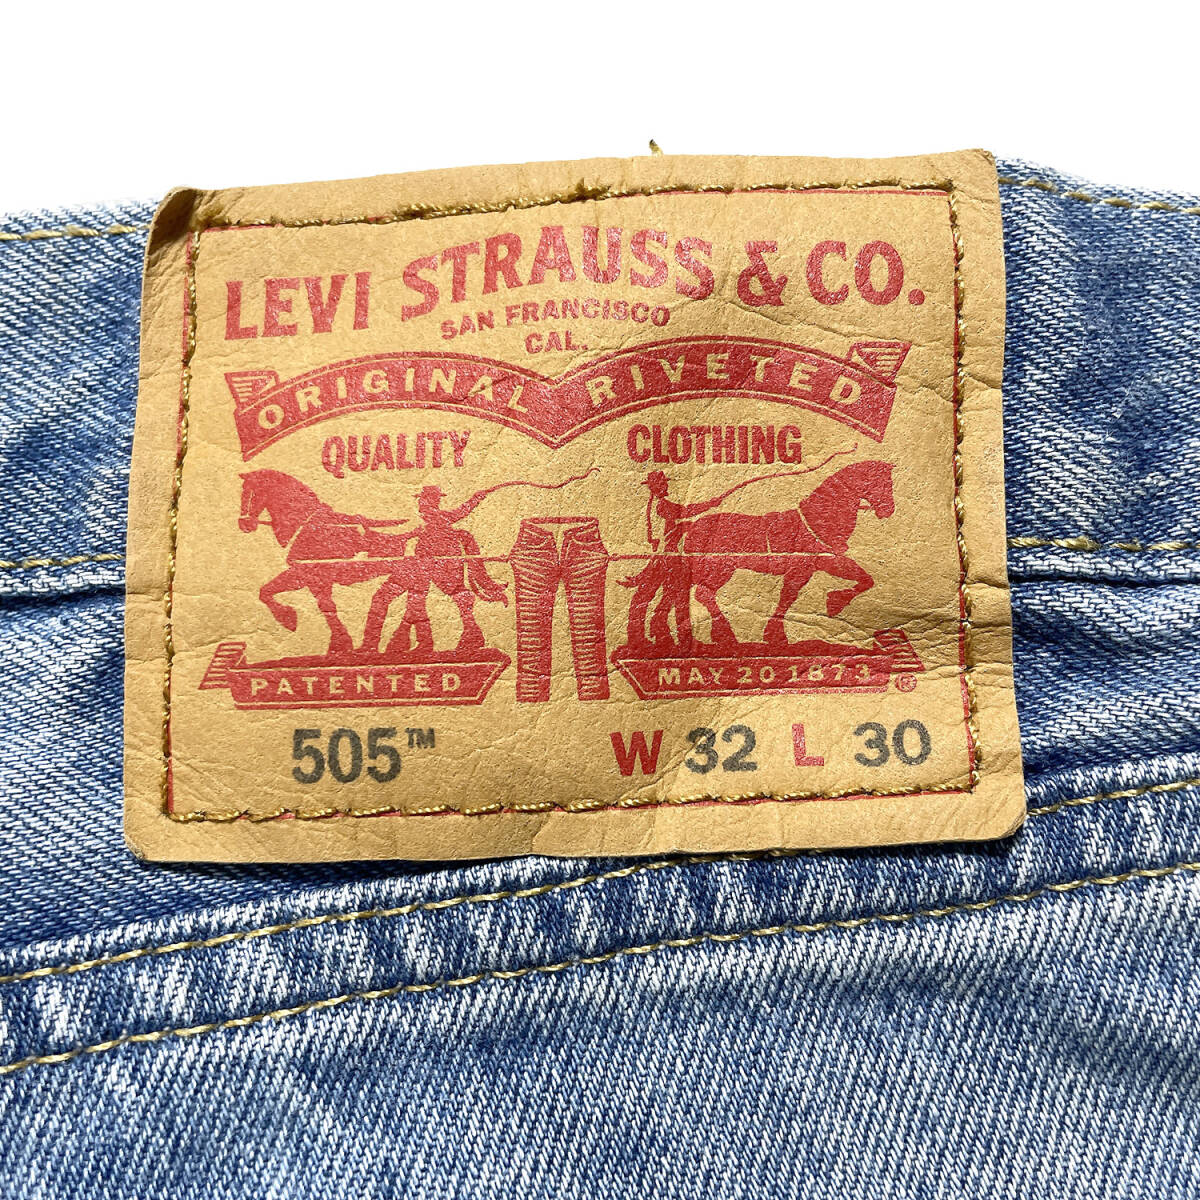 LEVI STRAUSS & CO.
SAN FRANCISCO
CAL.
ORIGINAL RIVETED
QUALITY CLOTHING
PATENTED MAY 20 1873 ®
505™ W 32 L 30